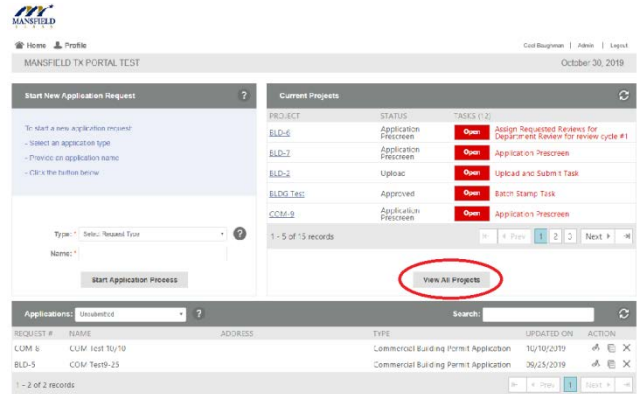 MANSFIELD
TEXAS
Home Profile
Cost Baughman | Admin | Logout
MANSFIELD TX PORTAL TEST October 30, 2019
Start New Application Request ?
To start a new application request
- Select an application type
- Provide an application name
- Click the button below
Type: * Select Request Type ?
Name: *
Start Application Process
Current Projects
PROJECT STATUS TASKS (12)
BLD-6 Application Prescreen Open Assign Requested Reviews for Department Review for review cycle #1
BLD-7 Application Prescreen Open Application Prescreen
BLD-2 Upload Open Upload and Submit Task
BLDG Test Approved Open Batch Stamp Task
COM-9 Application Prescreen Open Application Prescreen
1 - 5 of 15 records Prev 1 2 3 Next
View All Projects
Applications: Unsubmitted ? Search:
REQUEST # NAME ADDRESS TYPE UPDATED ON ACTION
COM-8 COM Test 10/10 Commercial Building Permit Application 10/10/2019
BLD-5 COM Test9-25 Commercial Building Permit Application 09/25/2019
1 - 2 of 2 records Prev 1 Next